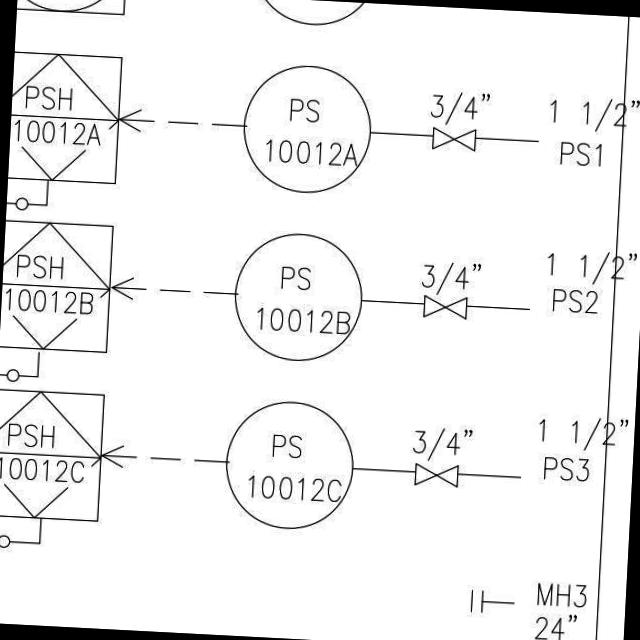 PSH
10012A
PS
10012A
3/4"
1 1/2"
PS1
PSH
10012B
PS
10012B
3/4"
1 1/2"
PS2
PSH
10012C
PS
10012C
3/4"
1 1/2"
PS3
MH3
24"